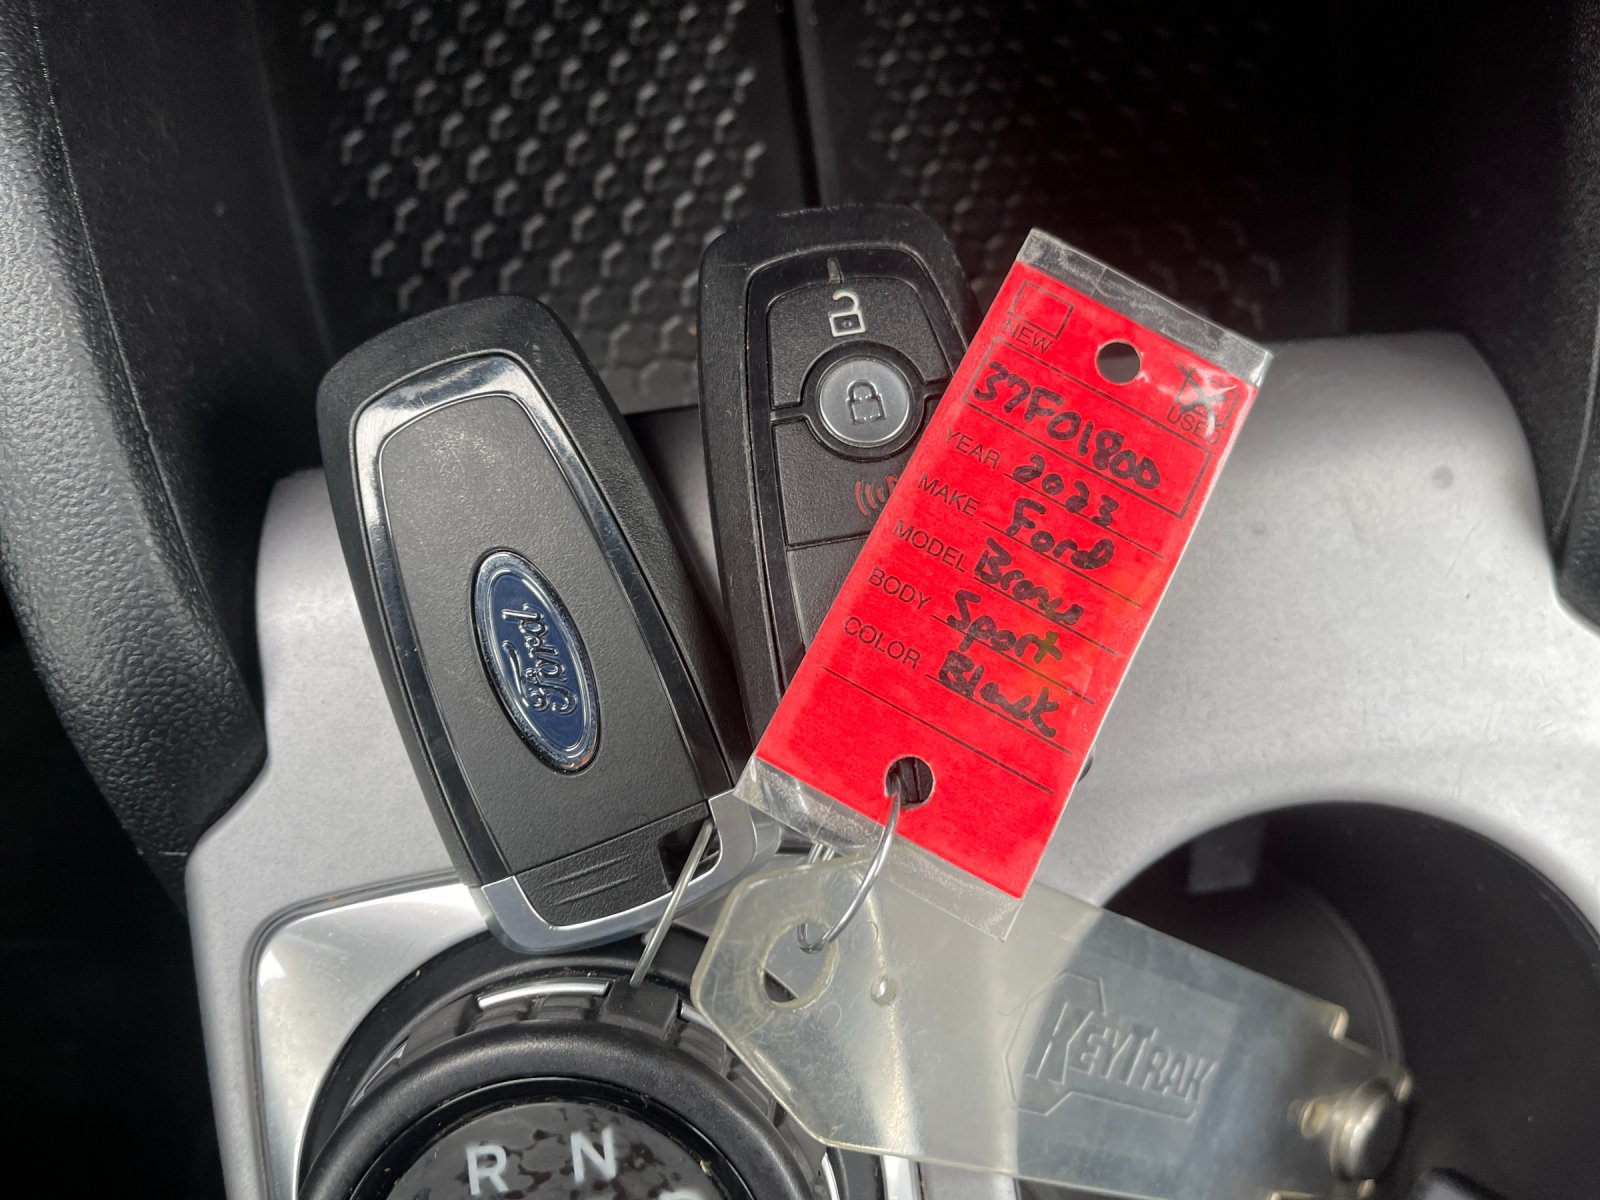 NEW
USED
37F01800
YEAR 2023
MAKE Ford
MODEL Bronco
BODY Sport
COLOR Black
Ford
KEYTRAK
R N